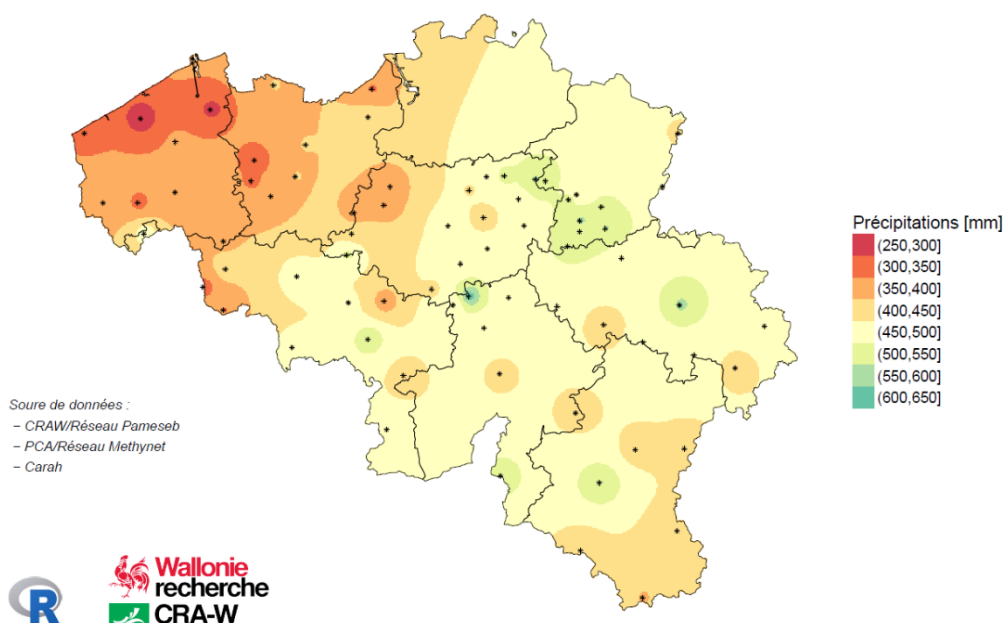 Précipitations [mm]
(250,300]
(300,350]
(350,400]
(400,450]
(450,500]
(500,550]
(550,600]
(600,650]
Soure de données :
– CRAW/Réseau Pameseb
– PCA/Réseau Methynet
– Carah
R
Wallonie
recherche
CRA-W